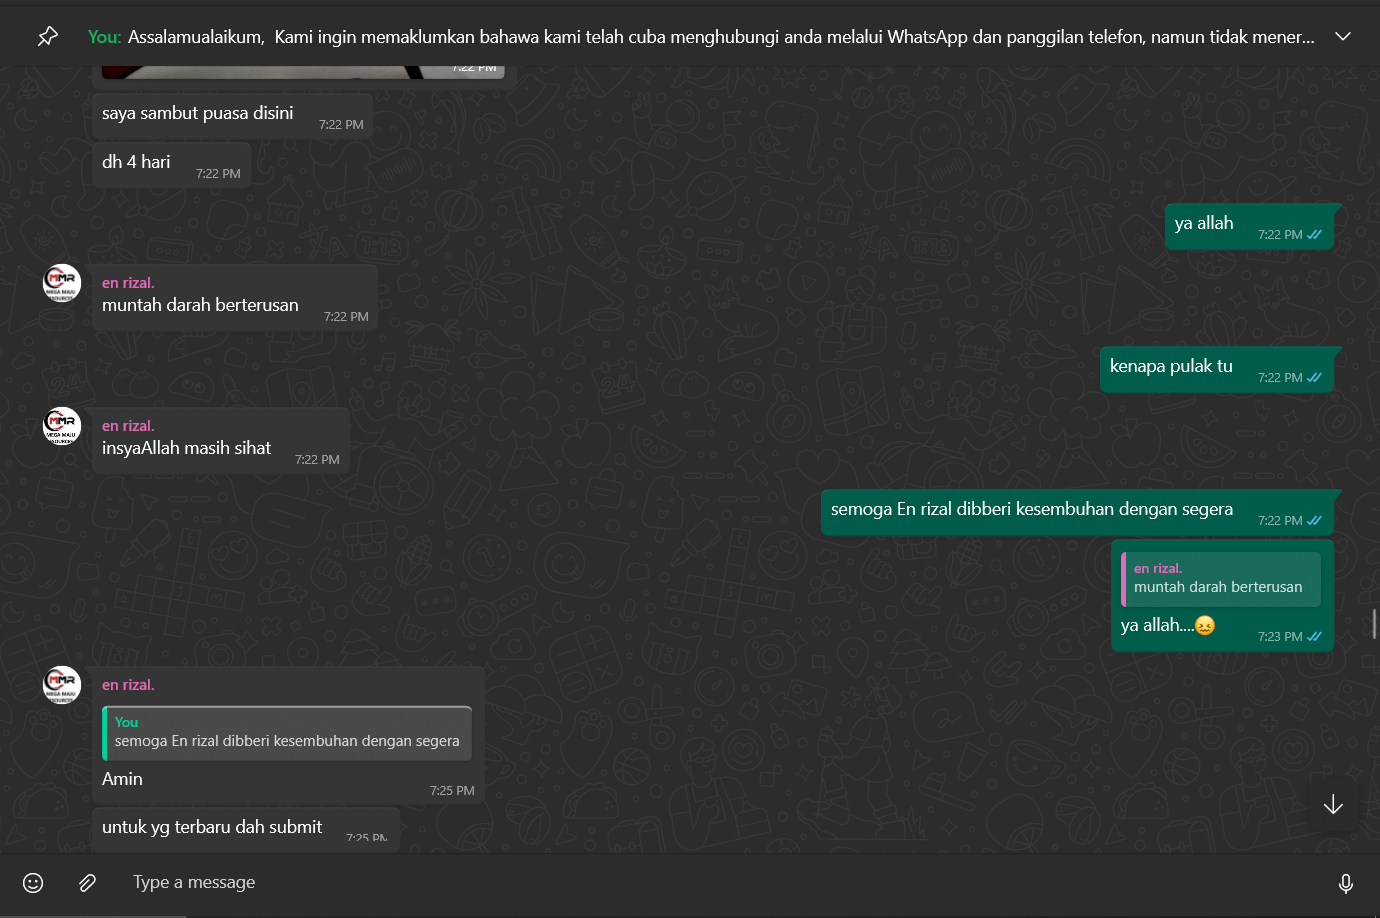 You: Assalamualaikum, Kami ingin memaklumkan bahawa kami telah cuba menghubungi anda melalui WhatsApp dan panggilan telefon, namun tidak mener...
7:22 PM
saya sambut puasa disini
7:22 PM
dh 4 hari
7:22 PM
ya allah
7:22 PM
en rizal.
muntah darah berterusan
7:22 PM
kenapa pulak tu
7:22 PM
en rizal.
insyaAllah masih sihat
7:22 PM
semoga En rizal dibberi kesembuhan dengan segera
7:22 PM
en rizal.
muntah darah berterusan
ya allah....😖
7:23 PM
en rizal.
You
semoga En rizal dibberi kesembuhan dengan segera
Amin
7:25 PM
untuk yg terbaru dah submit
7:25 PM
Type a message